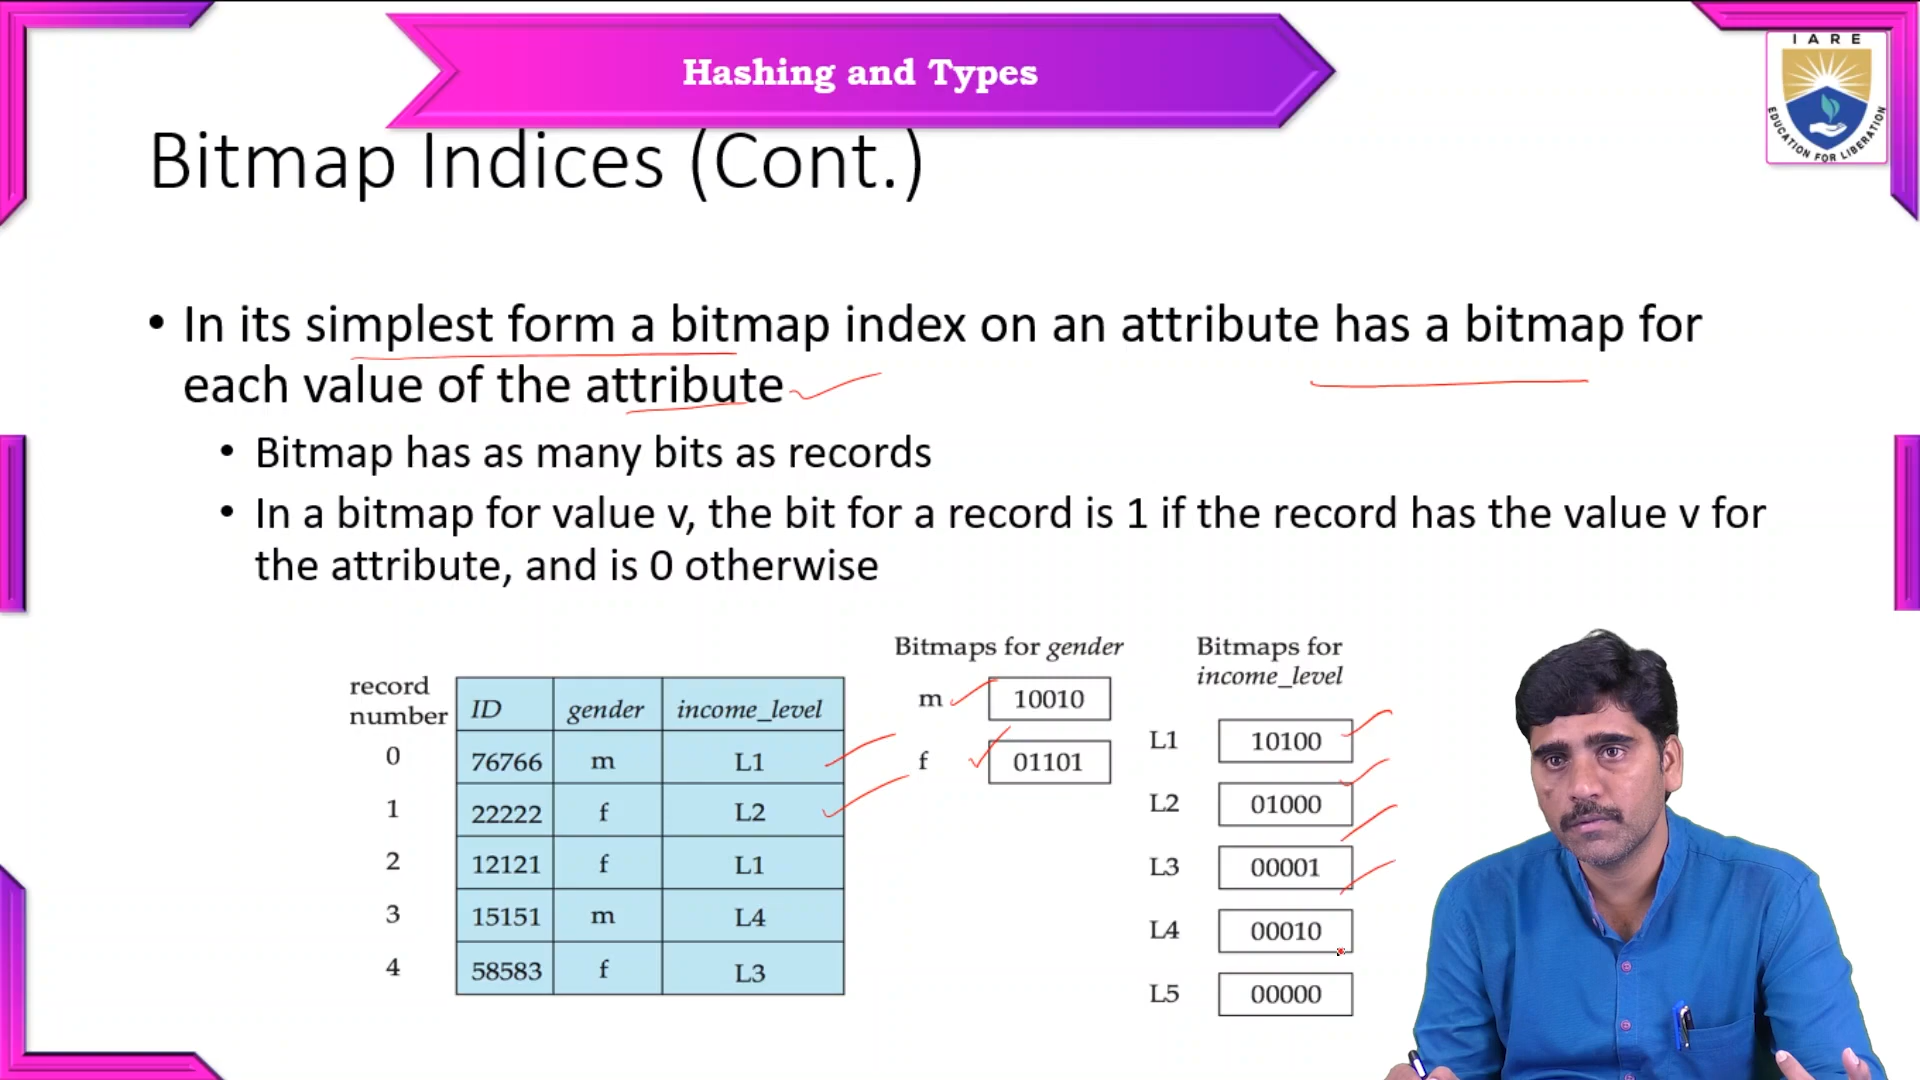 Hashing and Types
IARE
EDUCATION FOR LIBERATION
Bitmap Indices (Cont.)
• In its simplest form a bitmap index on an attribute has a bitmap for
each value of the attribute
• Bitmap has as many bits as records
• In a bitmap for value v, the bit for a record is 1 if the record has the value v for
the attribute, and is 0 otherwise
record
number
ID gender income_level
0 76766 m L1
1 22222 f L2
2 12121 f L1
3 15151 m L4
4 58583 f L3
Bitmaps for gender
m 10010
f 01101
Bitmaps for
income_level
L1 10100
L2 01000
L3 00001
L4 00010
L5 00000